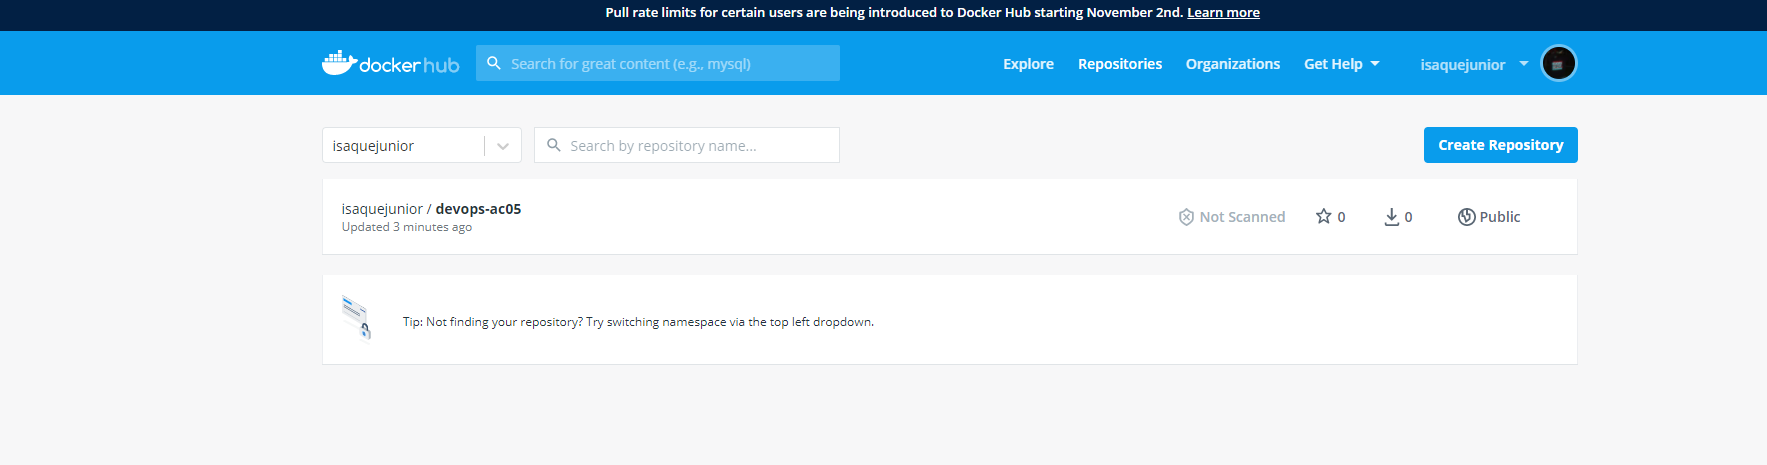 Pull rate limits for certain users are being introduced to Docker Hub starting November 2nd. Learn more
docker hub
Search for great content (e.g., mysql)
Explore
Repositories
Organizations
Get Help
isaquejunior
isaquejunior
Search by repository name...
Create Repository
isaquejunior / devops-ac05
Updated 3 minutes ago
Not Scanned
0
0
Public
Tip: Not finding your repository? Try switching namespace via the top left dropdown.